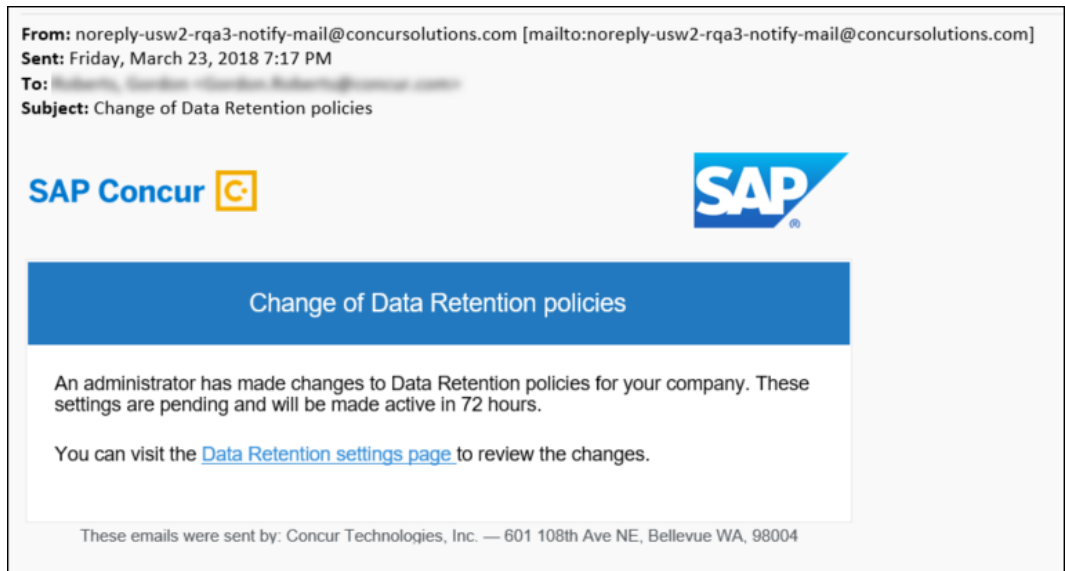 From: noreply-usw2-rqa3-notify-mail@concursolutions.com [mailto:noreply-usw2-rqa3-notify-mail@concursolutions.com]
Sent: Friday, March 23, 2018 7:17 PM
To:
Subject: Change of Data Retention policies
SAP Concur C
SAP ®
Change of Data Retention policies
An administrator has made changes to Data Retention policies for your company. These
settings are pending and will be made active in 72 hours.
You can visit the Data Retention settings page to review the changes.
These emails were sent by: Concur Technologies, Inc. — 601 108th Ave NE, Bellevue WA, 98004